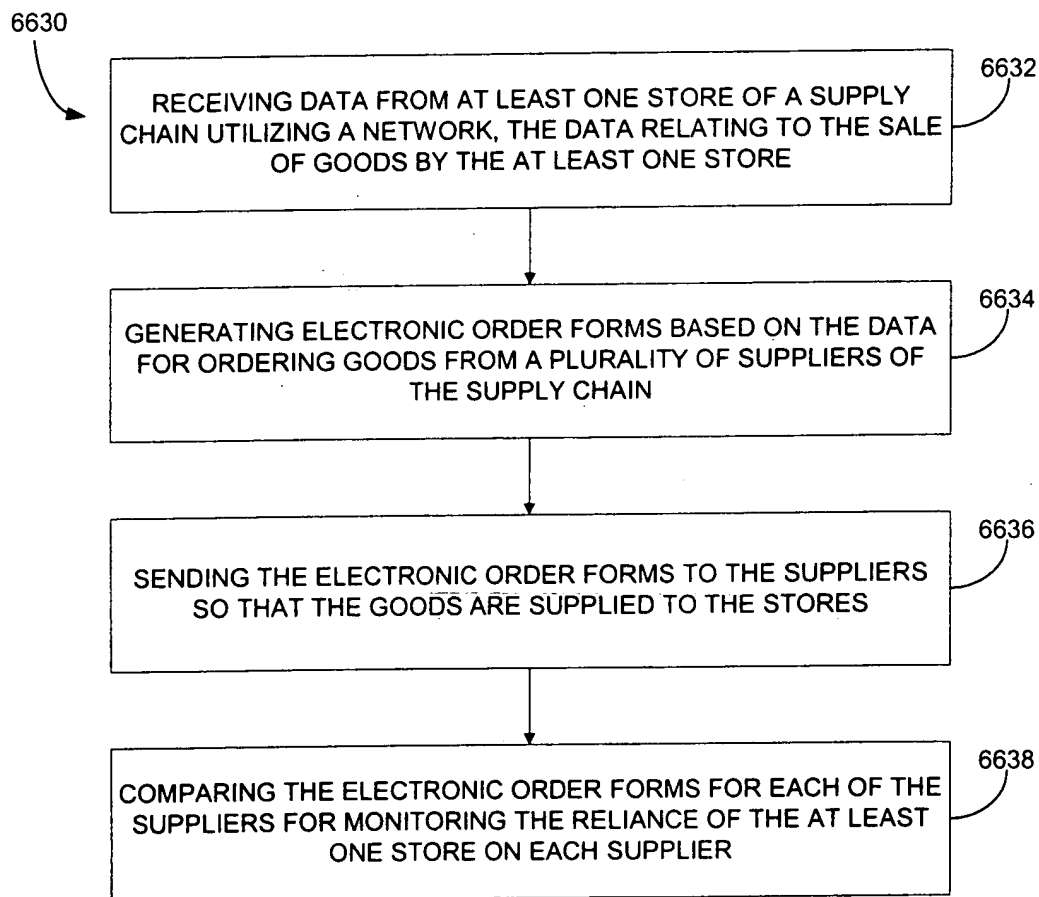 6630
6632
RECEIVING DATA FROM AT LEAST ONE STORE OF A SUPPLY
CHAIN UTILIZING A NETWORK, THE DATA RELATING TO THE SALE
OF GOODS BY THE AT LEAST ONE STORE
6634
GENERATING ELECTRONIC ORDER FORMS BASED ON THE DATA
FOR ORDERING GOODS FROM A PLURALITY OF SUPPLIERS OF
THE SUPPLY CHAIN
6636
SENDING THE ELECTRONIC ORDER FORMS TO THE SUPPLIERS
SO THAT THE GOODS ARE SUPPLIED TO THE STORES
6638
COMPARING THE ELECTRONIC ORDER FORMS FOR EACH OF THE
SUPPLIERS FOR MONITORING THE RELIANCE OF THE AT LEAST
ONE STORE ON EACH SUPPLIER